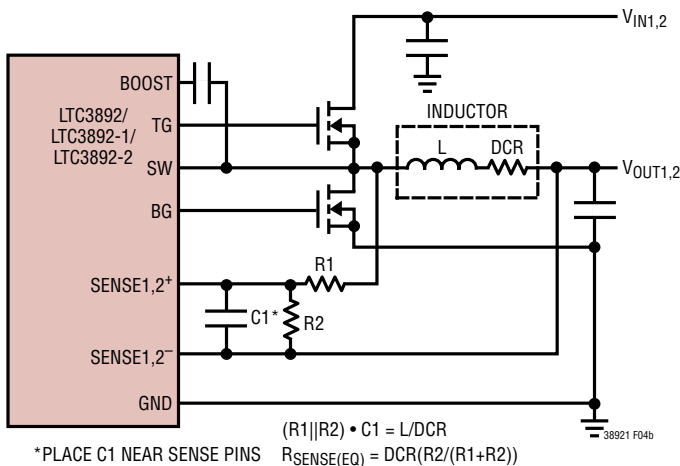 V_IN1,2
BOOST
LTC3892/
LTC3892-1/
LTC3892-2
TG
SW
BG
INDUCTOR
L
DCR
V_OUT1,2
SENSE1,2⁺
R1
C1*
R2
SENSE1,2⁻
GND
(R1||R2) • C1 = L/DCR
38921 F04b
*PLACE C1 NEAR SENSE PINS
R_SENSE(EQ) = DCR(R2/(R1+R2))